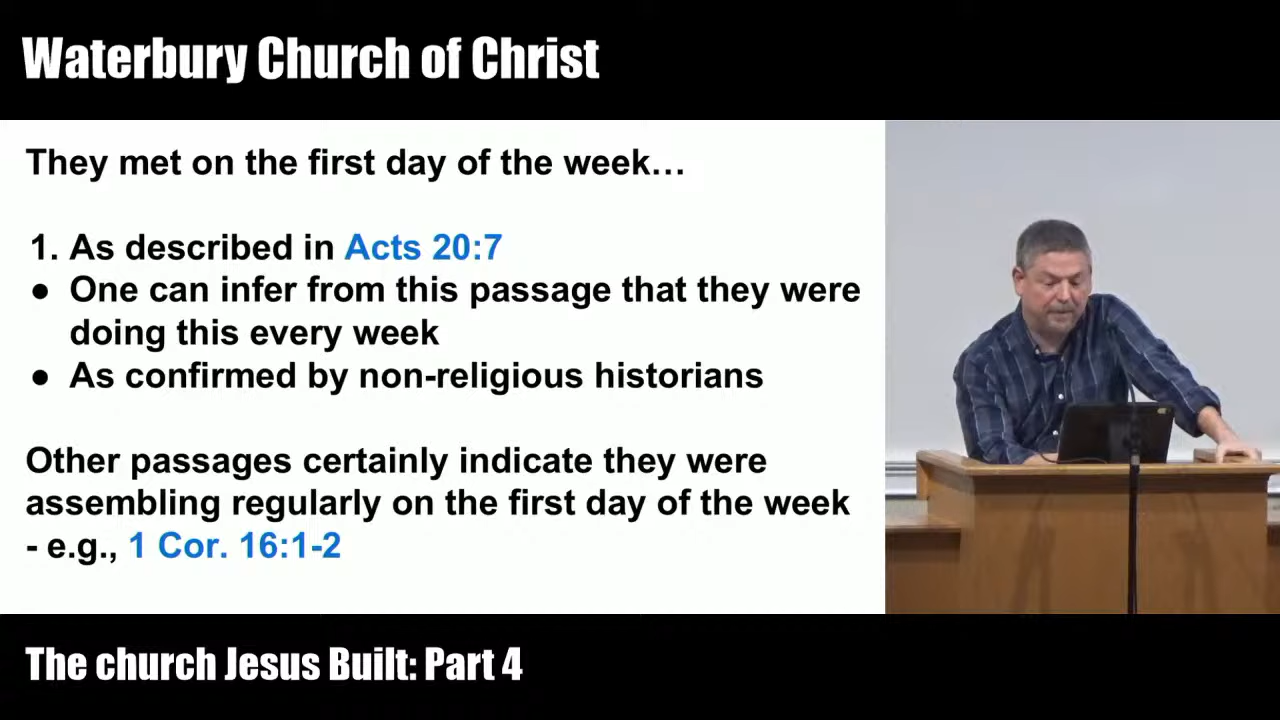 Waterbury Church of Christ
They met on the first day of the week…
1. As described in Acts 20:7
● One can infer from this passage that they were
doing this every week
● As confirmed by non-religious historians
Other passages certainly indicate they were
assembling regularly on the first day of the week
- e.g., 1 Cor. 16:1-2
The church Jesus Built: Part 4